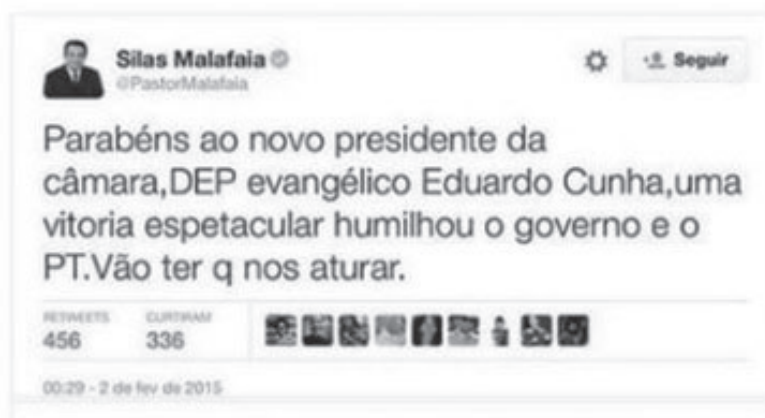 Silas Malafaia
@PastorMalafaia
Seguir
Parabéns ao novo presidente da
câmara,DEP evangélico Eduardo Cunha,uma
vitoria espetacular humilhou o governo e o
PT.Vão ter q nos aturar.
RETWEETS CURTIRAM
456 336
00:29 - 2 de fev de 2015